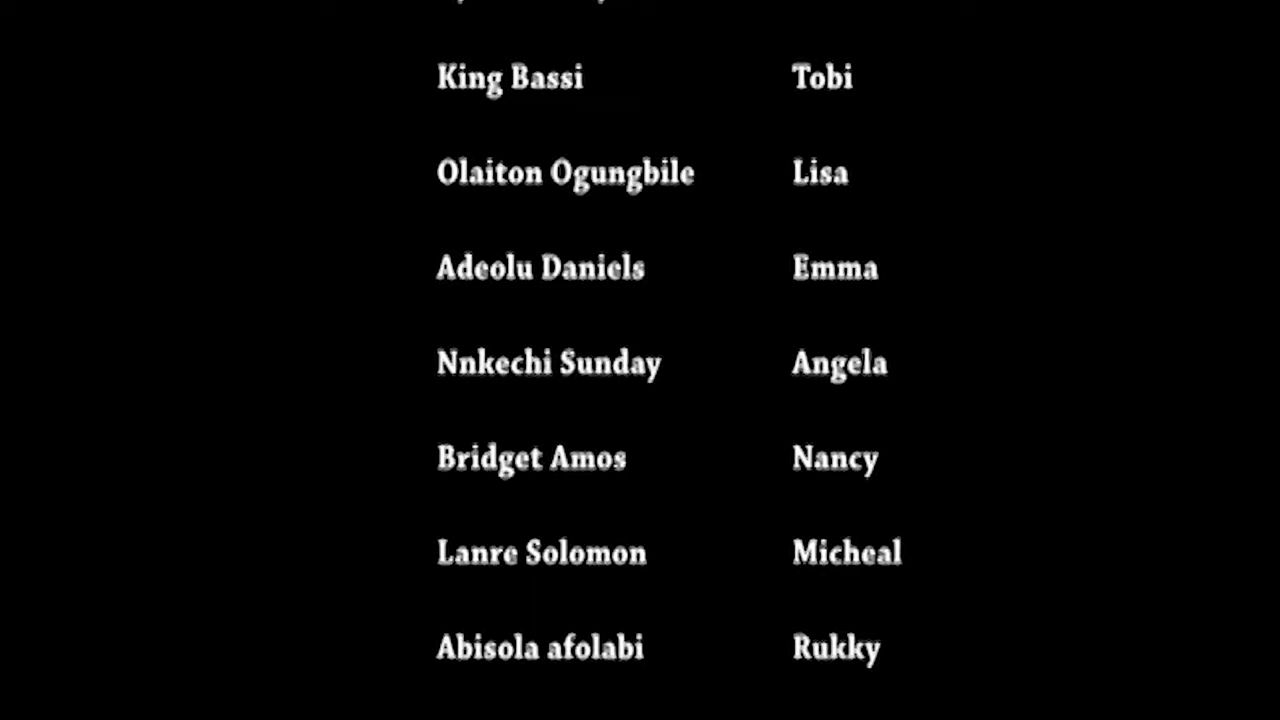 King Bassi Tobi
Olaiton Ogungbile Lisa
Adeolu Daniels Emma
Nnkechi Sunday Angela
Bridget Amos Nancy
Lanre Solomon Micheal
Abisola afolabi Rukky